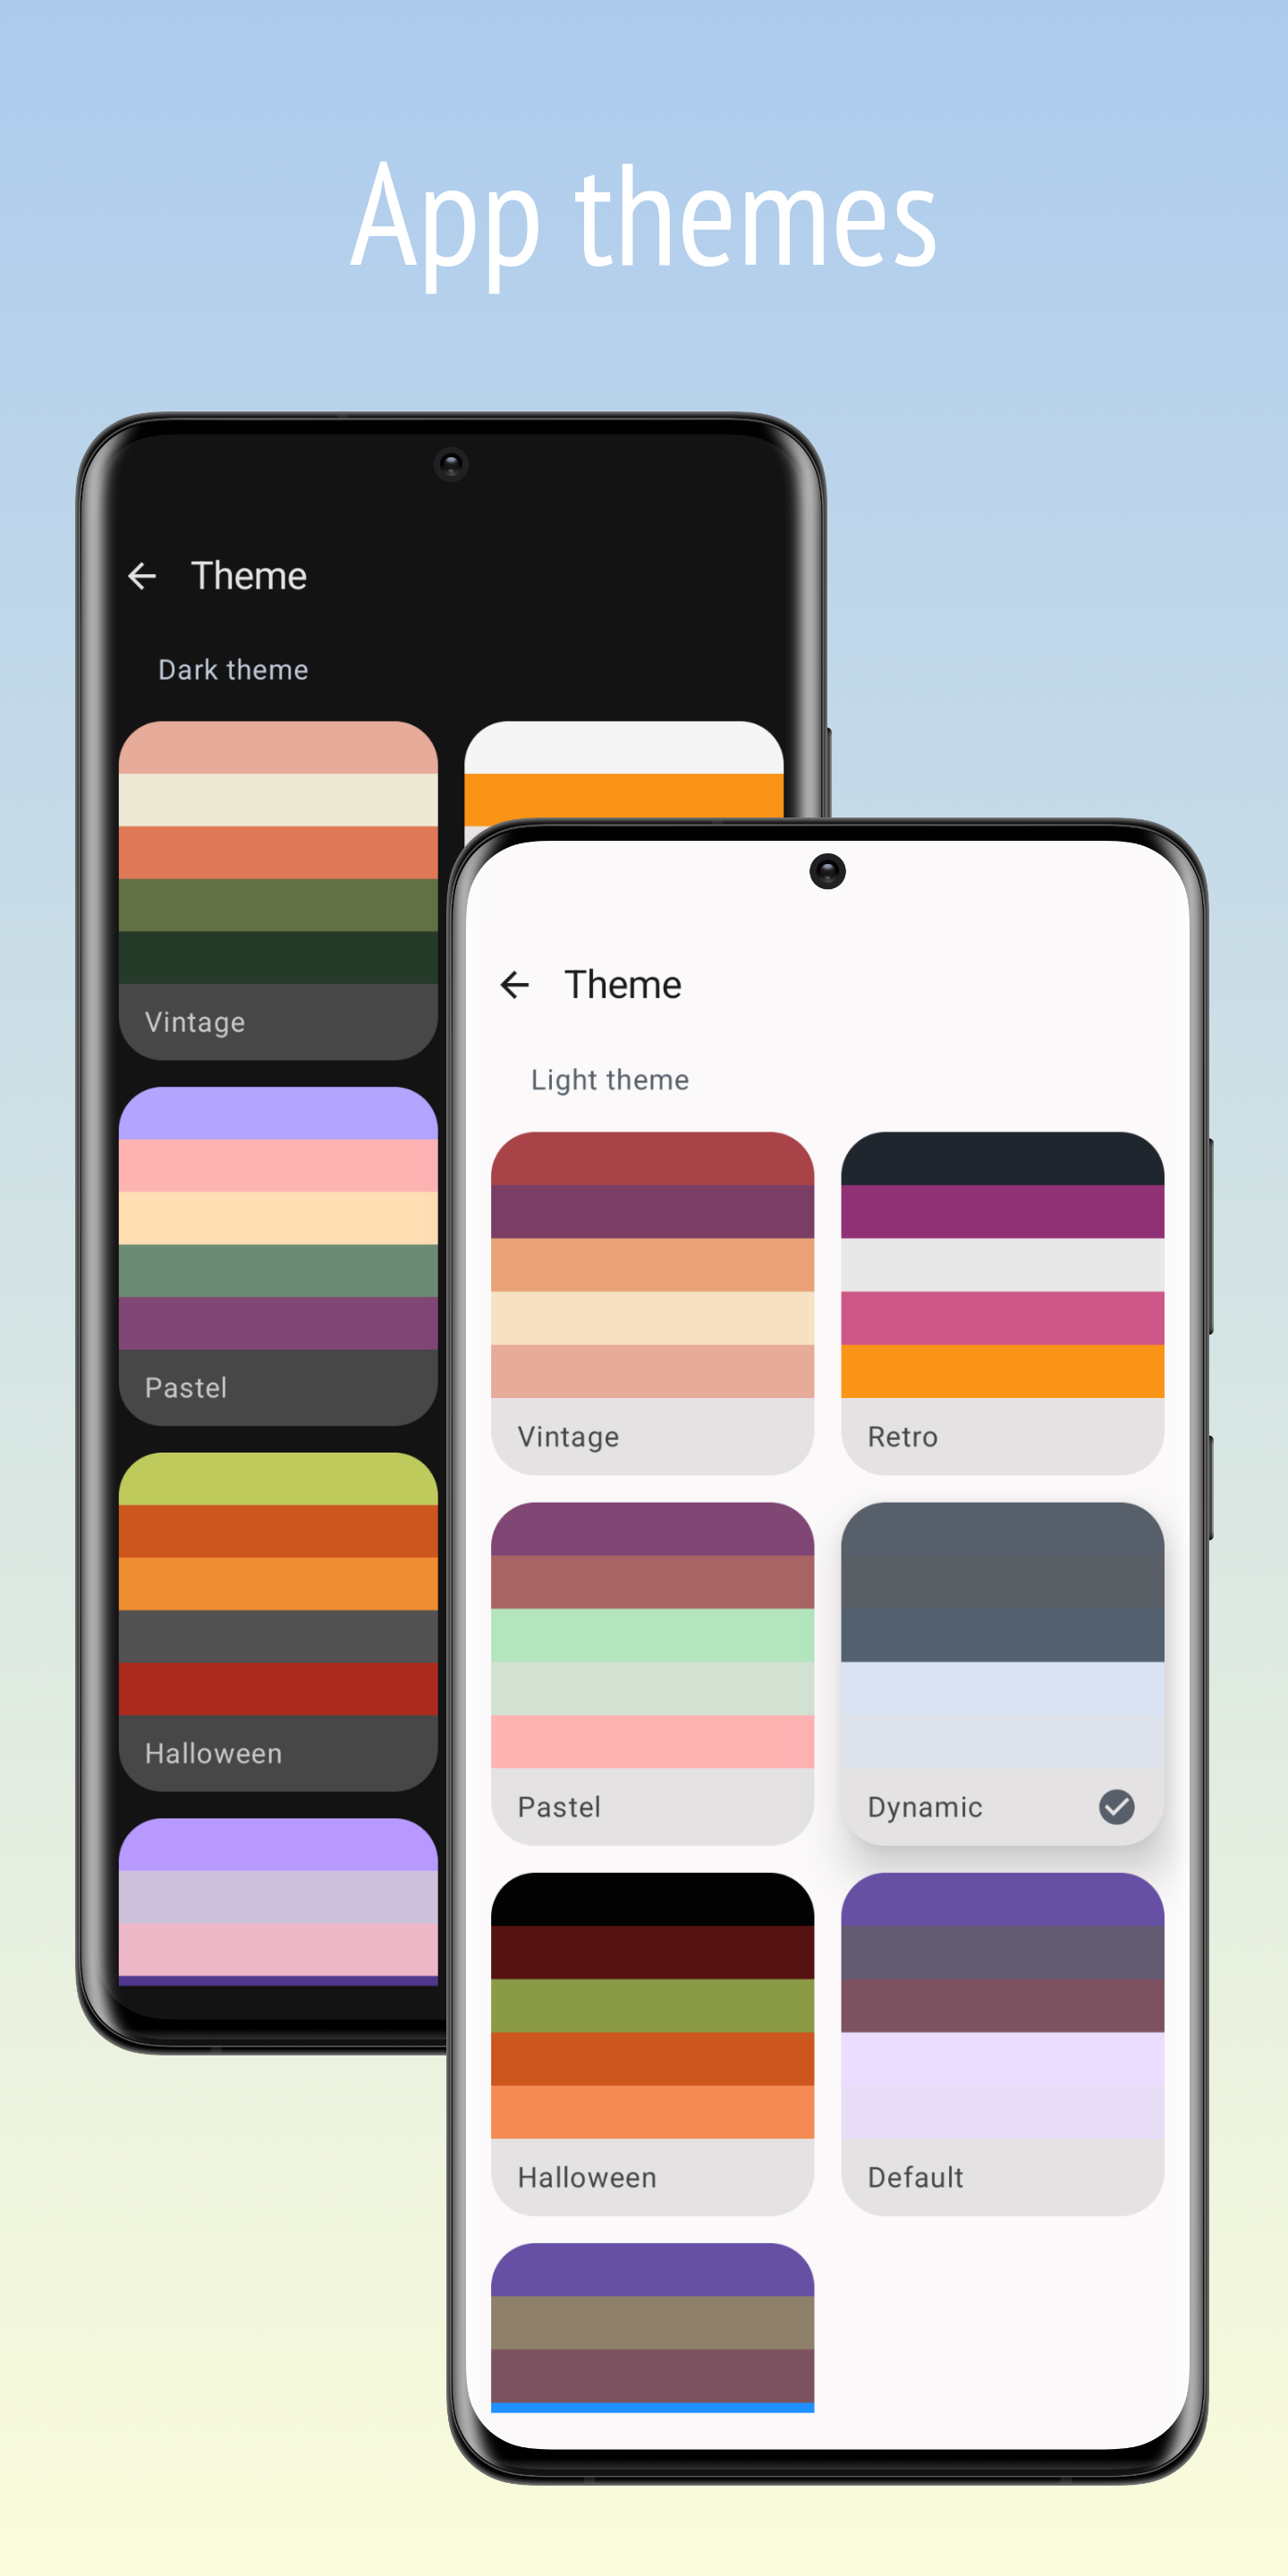 App themes
Theme
Dark theme
Vintage
Pastel
Halloween
Theme
Light theme
Vintage
Retro
Pastel
Dynamic
Halloween
Default